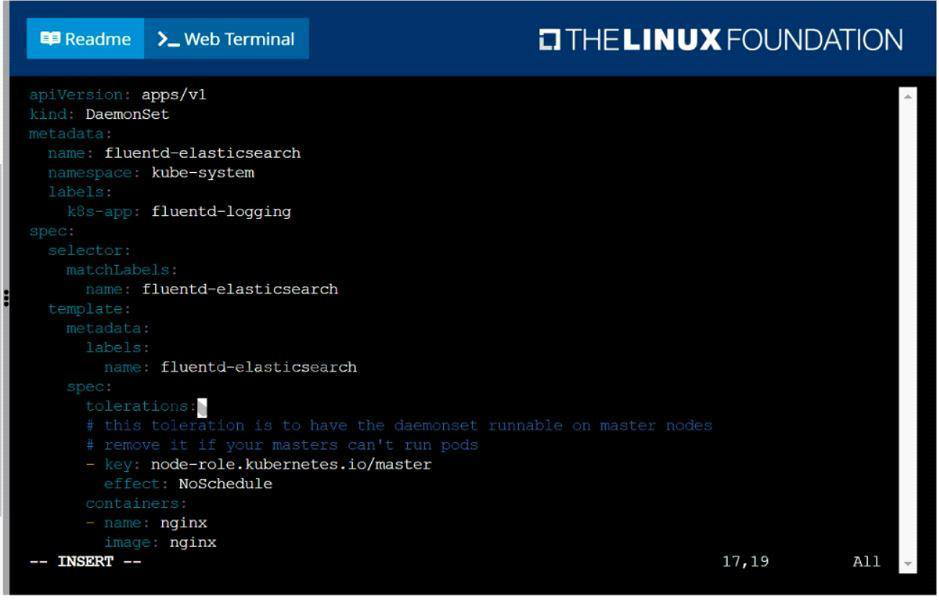 Readme
Web Terminal
THE LINUX FOUNDATION
apiVersion: apps/v1
kind: DaemonSet
metadata:
  name: fluentd-elasticsearch
  namespace: kube-system
  labels:
    k8s-app: fluentd-logging
spec:
  selector:
    matchLabels:
      name: fluentd-elasticsearch
  template:
    metadata:
      labels:
        name: fluentd-elasticsearch
    spec:
      tolerations:
      # this toleration is to have the daemonset runnable on master nodes
      # remove it if your masters can't run pods
      - key: node-role.kubernetes.io/master
        effect: NoSchedule
      containers:
      - name: nginx
        image: nginx
-- INSERT -- 17,19 All